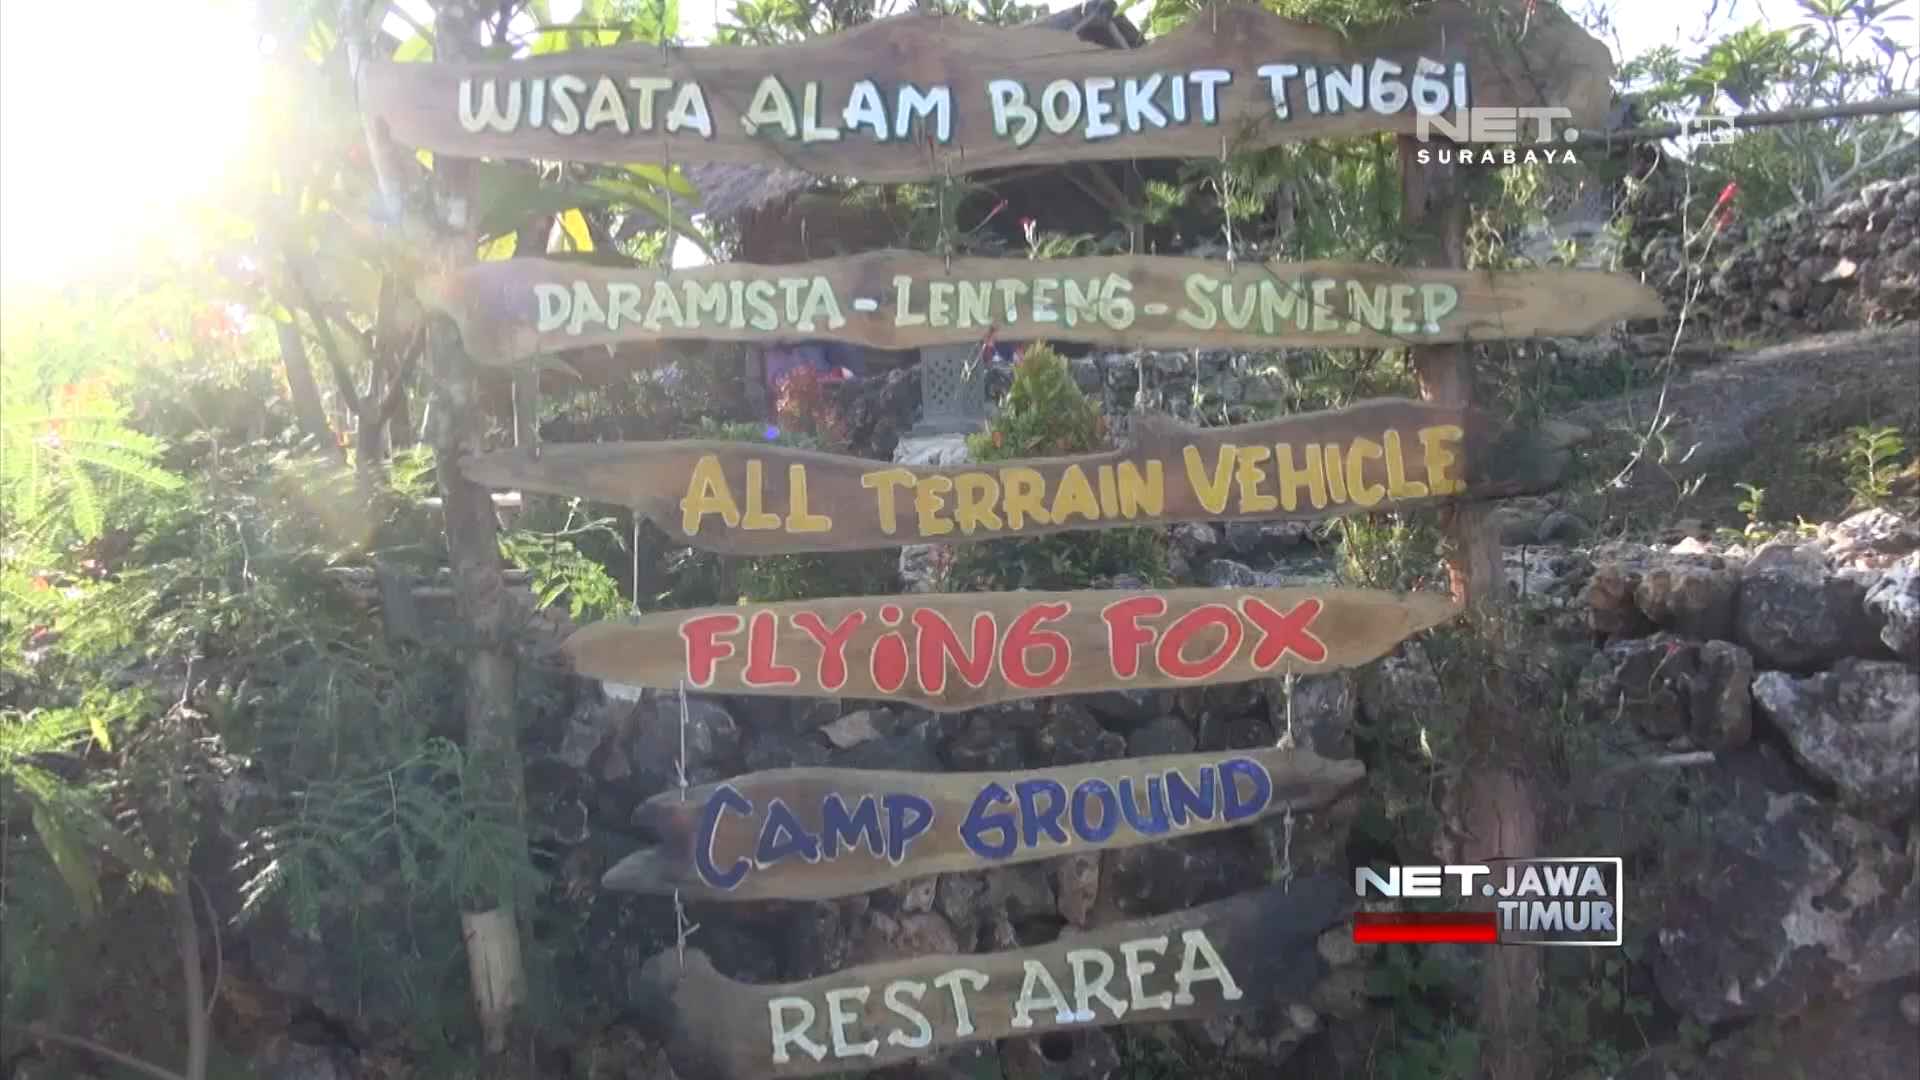 WISATA ALAM BOEKIT TINGGI
NET.
HD
SURABAYA
DARAMISTA - LENTENG - SUMENEP
ALL TERRAIN VEHICLE
FLYiNG FOX
CAMP GROUND
NET. JAWA
TIMUR
REST AREA